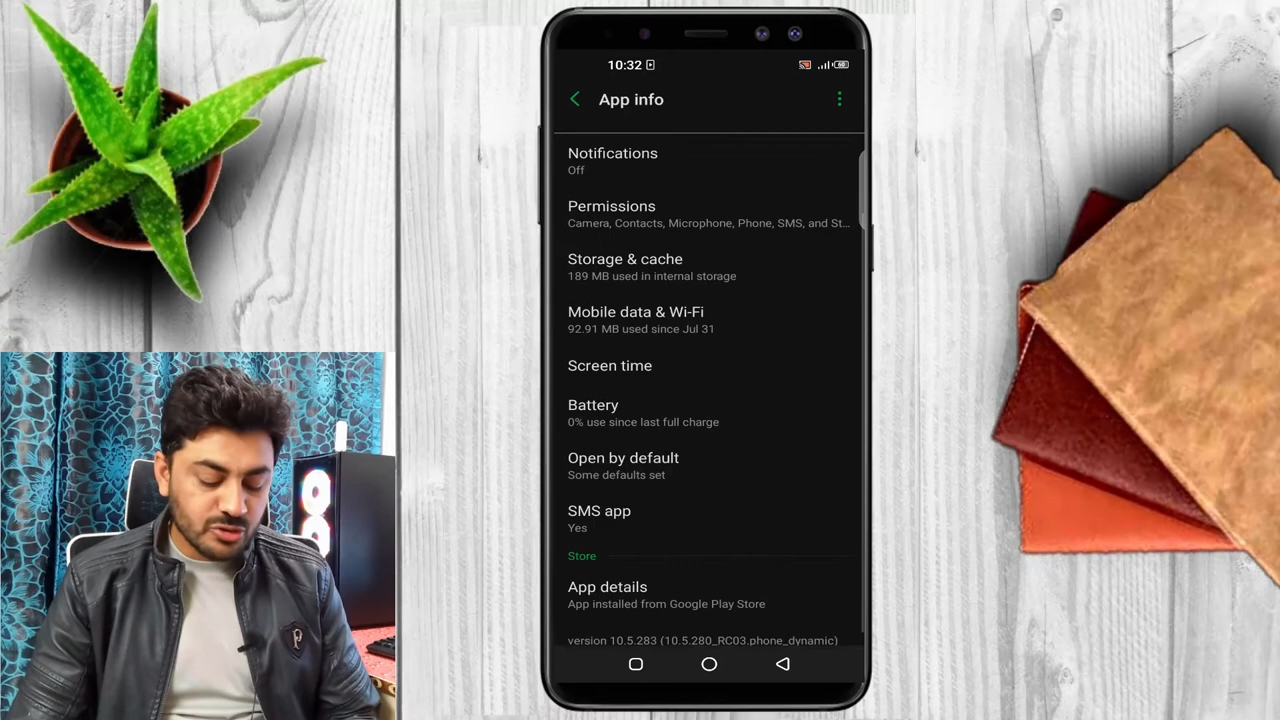 10:32
60
App info
Notifications
Off
Permissions
Camera, Contacts, Microphone, Phone, SMS, and St...
Storage & cache
189 MB used in internal storage
Mobile data & Wi-Fi
92.91 MB used since Jul 31
Screen time
Battery
0% use since last full charge
Open by default
Some defaults set
SMS app
Yes
Store
App details
App installed from Google Play Store
version 10.5.283 (10.5.280_RC03.phone_dynamic)
P